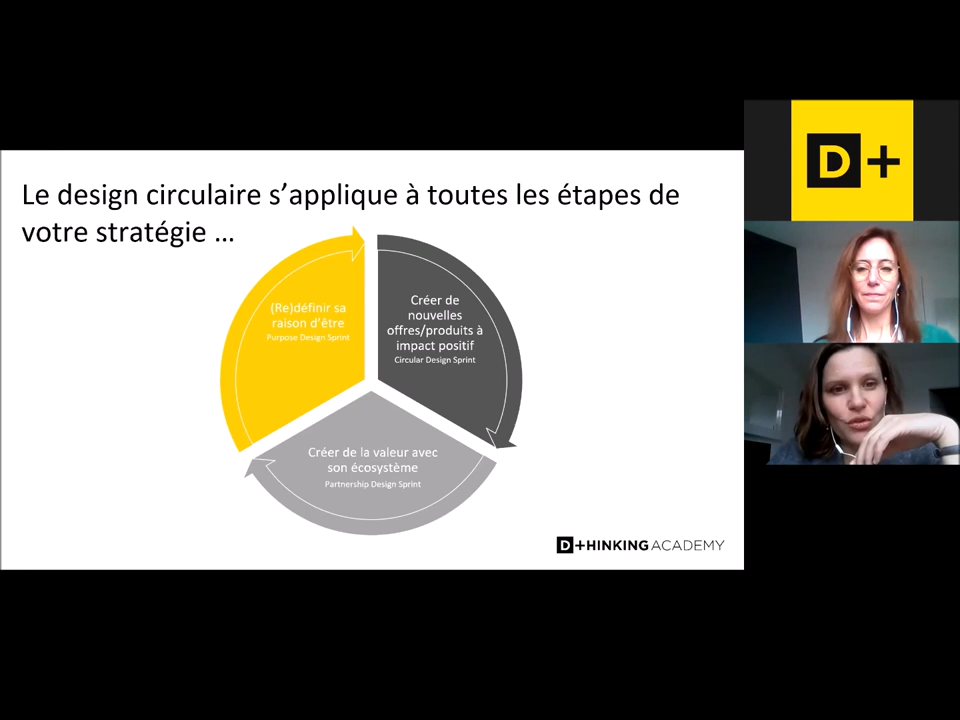 Le design circulaire s’applique à toutes les étapes de
votre stratégie …
(Re)définir sa
raison d’être
Purpose Design Sprint
Créer de
nouvelles
offres/produits à
impact positif
Circular Design Sprint
Créer de la valeur avec
son écosystème
Partnership Design Sprint
D+HINKING ACADEMY
D+